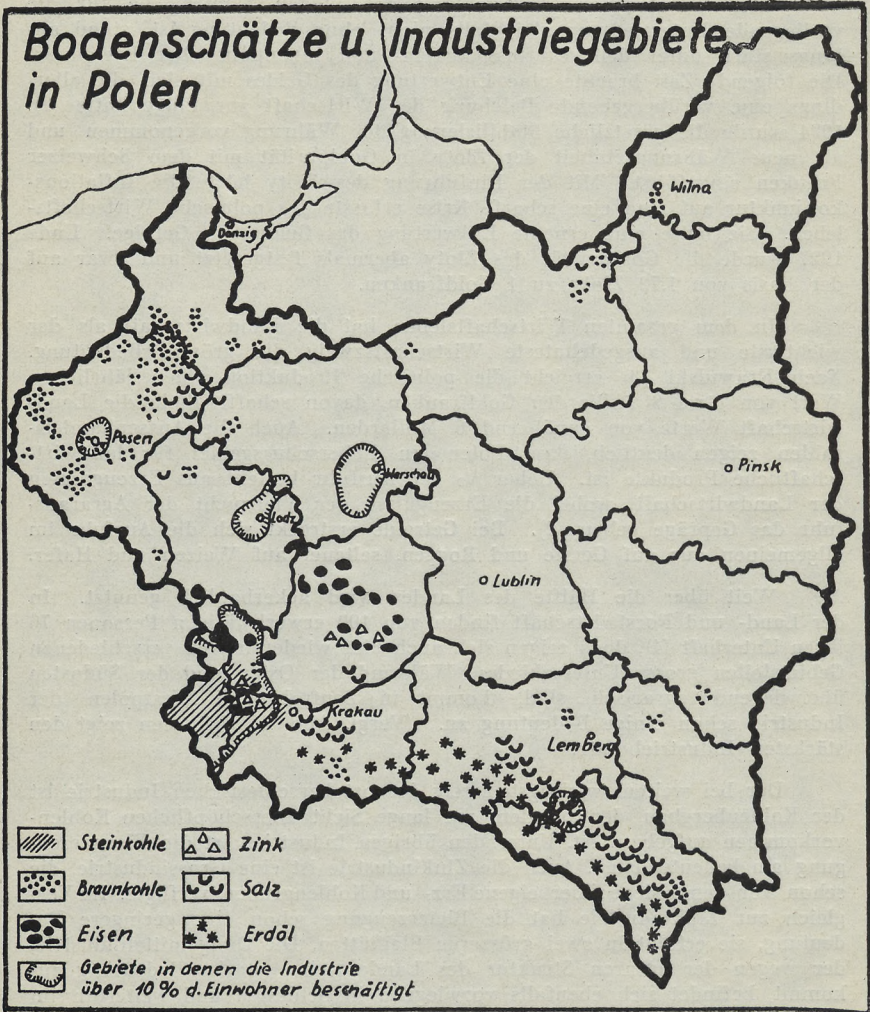 Bodenschätze u. Industriegebiete
in Polen
Wilna
Danzig
Posen
Warschau
Lodz
Pinsk
Lublin
Krakau
Lemberg
Steinkohle
Zink
Braunkohle
Salz
Eisen
Erdöl
Gebiete in denen die Industrie
über 10% d. Einwohner beschäftigt